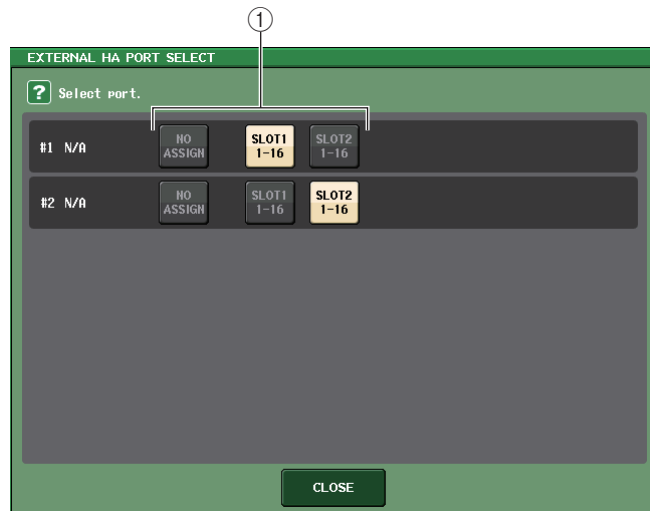 ①
EXTERNAL HA PORT SELECT
? Select port.
#1 N/A NO ASSIGN SLOT1 1-16 SLOT2 1-16
#2 N/A NO ASSIGN SLOT1 1-16 SLOT2 1-16
CLOSE